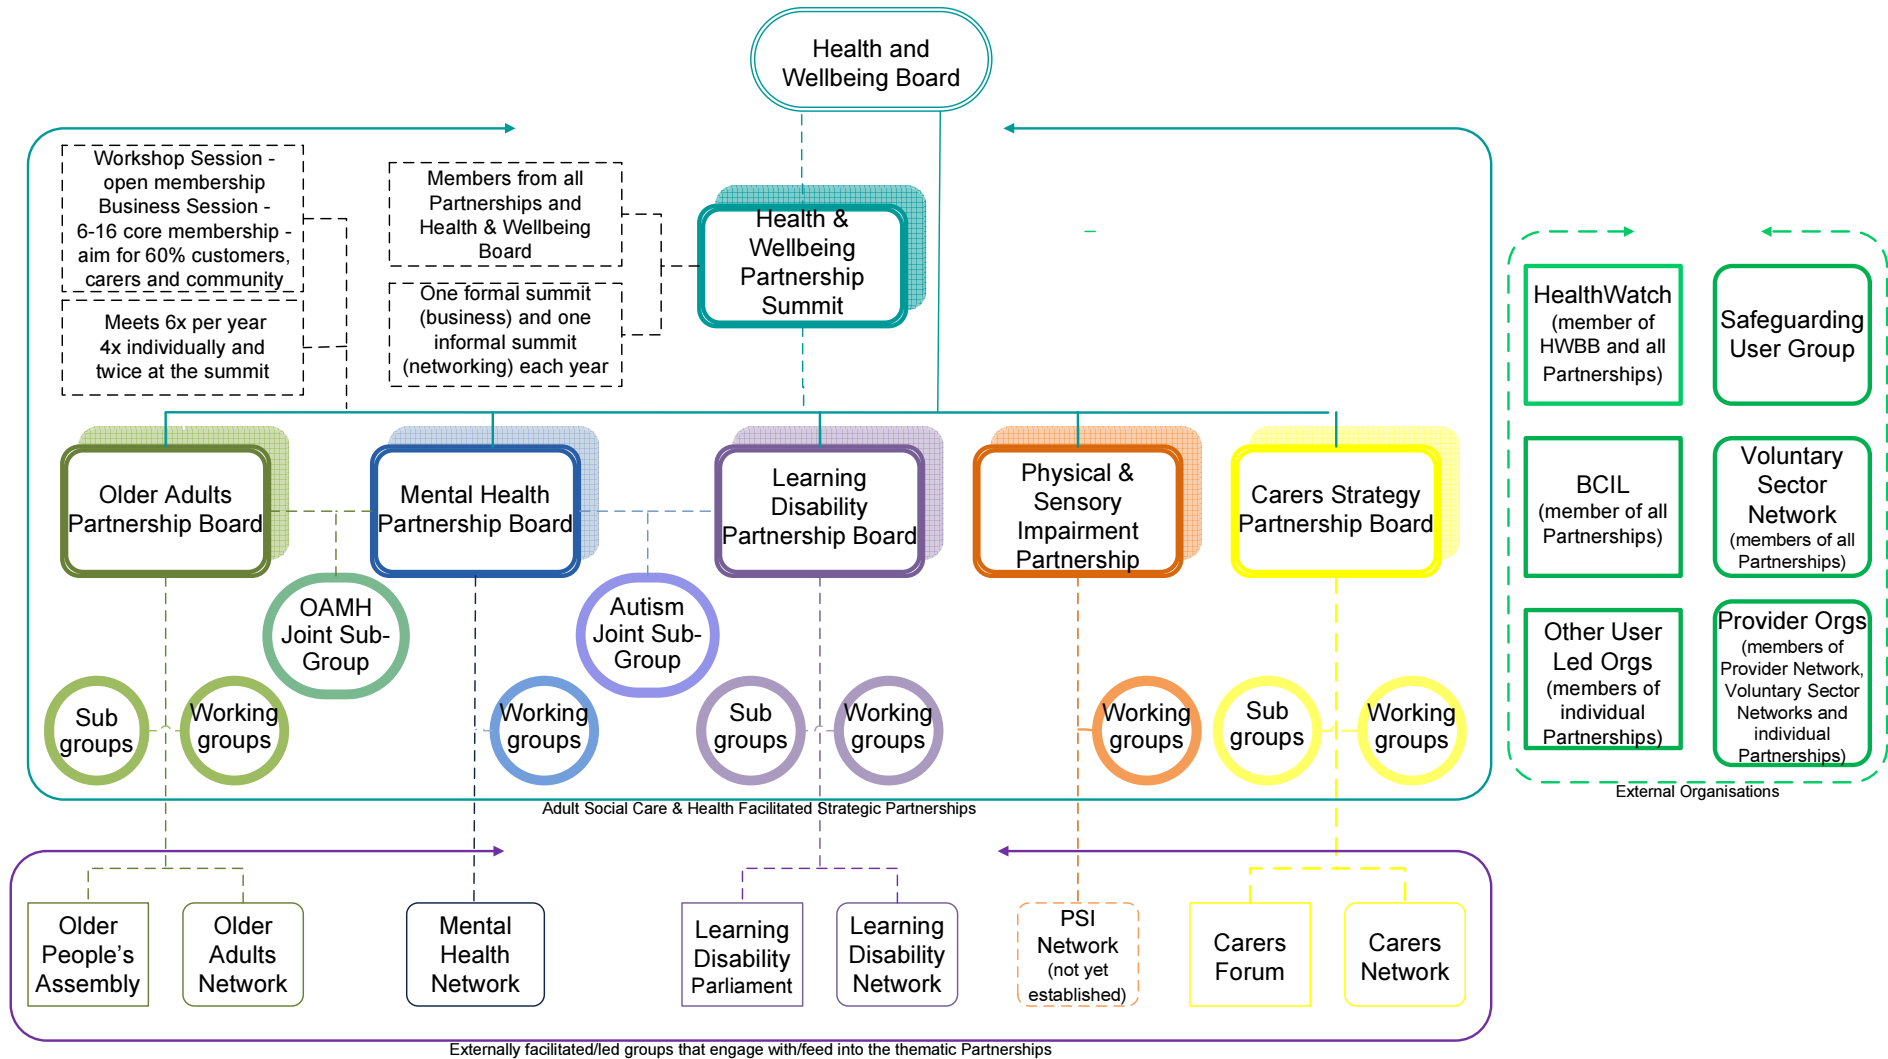 Health and
Wellbeing Board
Workshop Session -
open membership
Business Session -
6-16 core membership -
aim for 60% customers,
carers and community
Meets 6x per year
4x individually and
twice at the summit
Members from all
Partnerships and
Health & Wellbeing
Board
One formal summit
(business) and one
informal summit
(networking) each year
Health &
Wellbeing
Partnership
Summit
HealthWatch
(member of
HWBB and all
Partnerships)
Safeguarding
User Group
BCIL
(member of all
Partnerships)
Voluntary
Sector
Network
(members of all
Partnerships)
Other User
Led Orgs
(members of
individual
Partnerships)
Provider Orgs
(members of
Provider Network,
Voluntary Sector
Networks and
individual
Partnerships)
External Organisations
Older Adults
Partnership Board
Mental Health
Partnership Board
Learning
Disability
Partnership Board
Physical &
Sensory
Impairment
Partnership
Carers Strategy
Partnership Board
OAMH
Joint Sub-
Group
Autism
Joint Sub-
Group
Sub
groups
Working
groups
Working
groups
Sub
groups
Working
groups
Working
groups
Sub
groups
Working
groups
Adult Social Care & Health Facilitated Strategic Partnerships
Older
People's
Assembly
Older
Adults
Network
Mental
Health
Network
Learning
Disability
Parliament
Learning
Disability
Network
PSI
Network
(not yet
established)
Carers
Forum
Carers
Network
Externally facilitated/led groups that engage with/feed into the thematic Partnerships